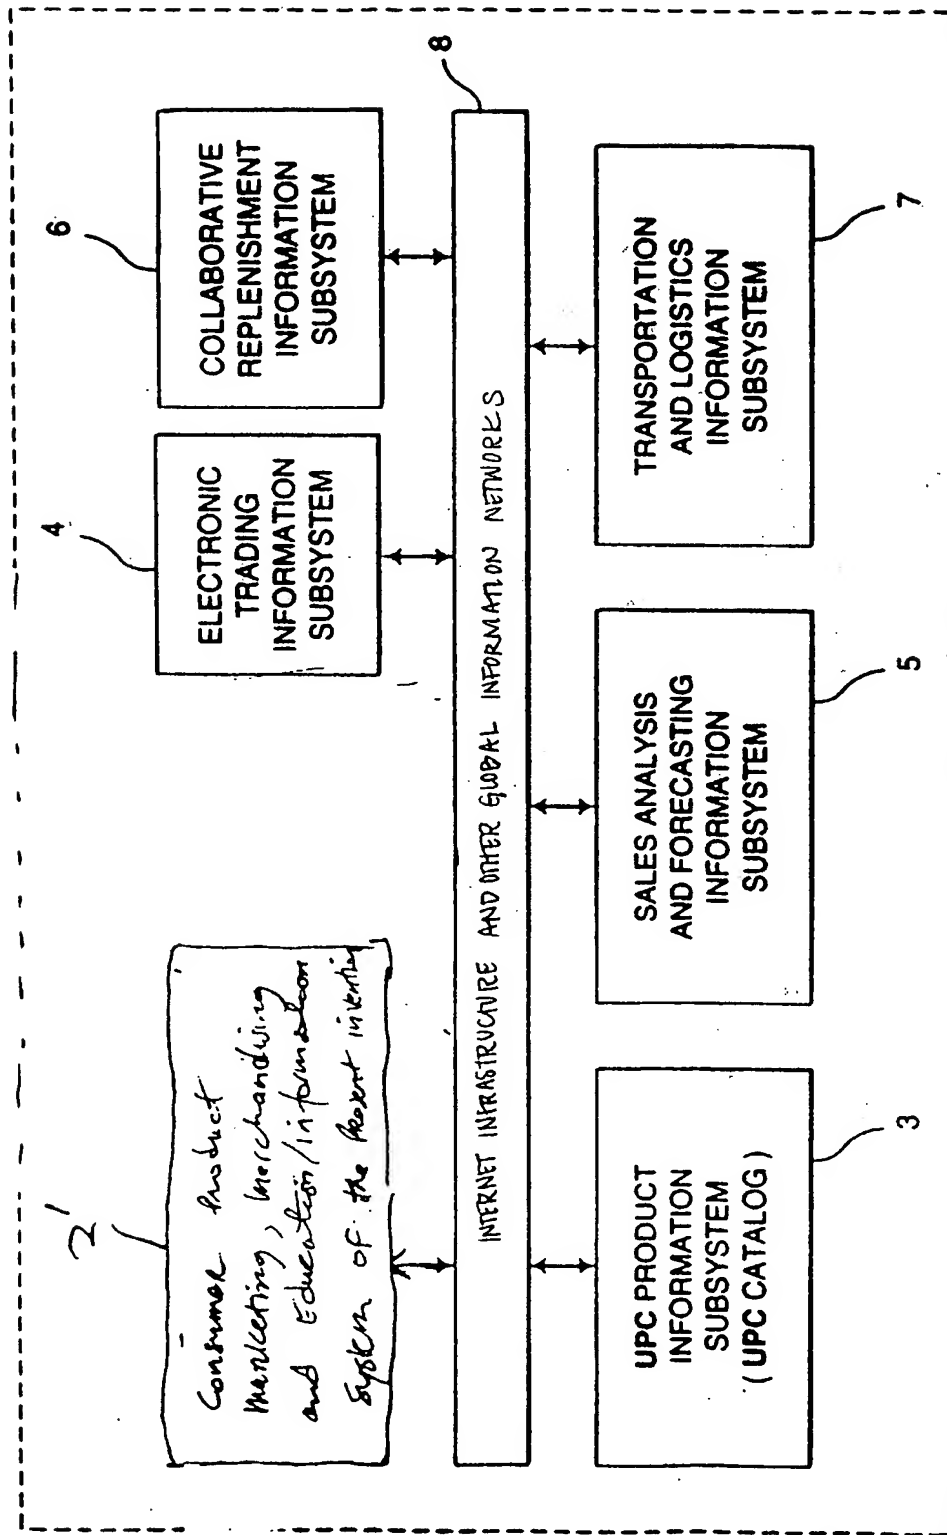 2'
Consumer Product
Marketing, Merchandising
and Education/information
System of the Present invention
4
ELECTRONIC
TRADING
INFORMATION
SUBSYSTEM
6
COLLABORATIVE
REPLENISHMENT
INFORMATION
SUBSYSTEM
8
INTERNET INFRASTRUCTURE AND OTHER GLOBAL INFORMATION NETWORKS
UPC PRODUCT
INFORMATION
SUBSYSTEM
(UPC CATALOG)
3
SALES ANALYSIS
AND FORECASTING
INFORMATION
SUBSYSTEM
5
TRANSPORTATION
AND LOGISTICS
INFORMATION
SUBSYSTEM
7